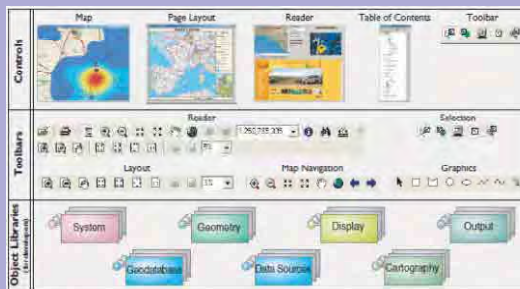 Controls
Map
Page Layout
Reader
Table of Contents
Toolbar
Toolbars
Reader
Selection
Layout
Map Navigation
Graphics
Object Libraries
System
Geometry
Display
Output
Geodatabase
Data Sources
Cartography